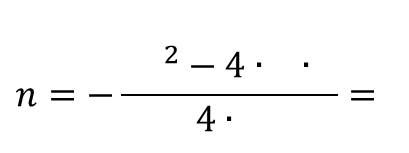 n = − (² − 4 ·   ·) / (4 ·) =